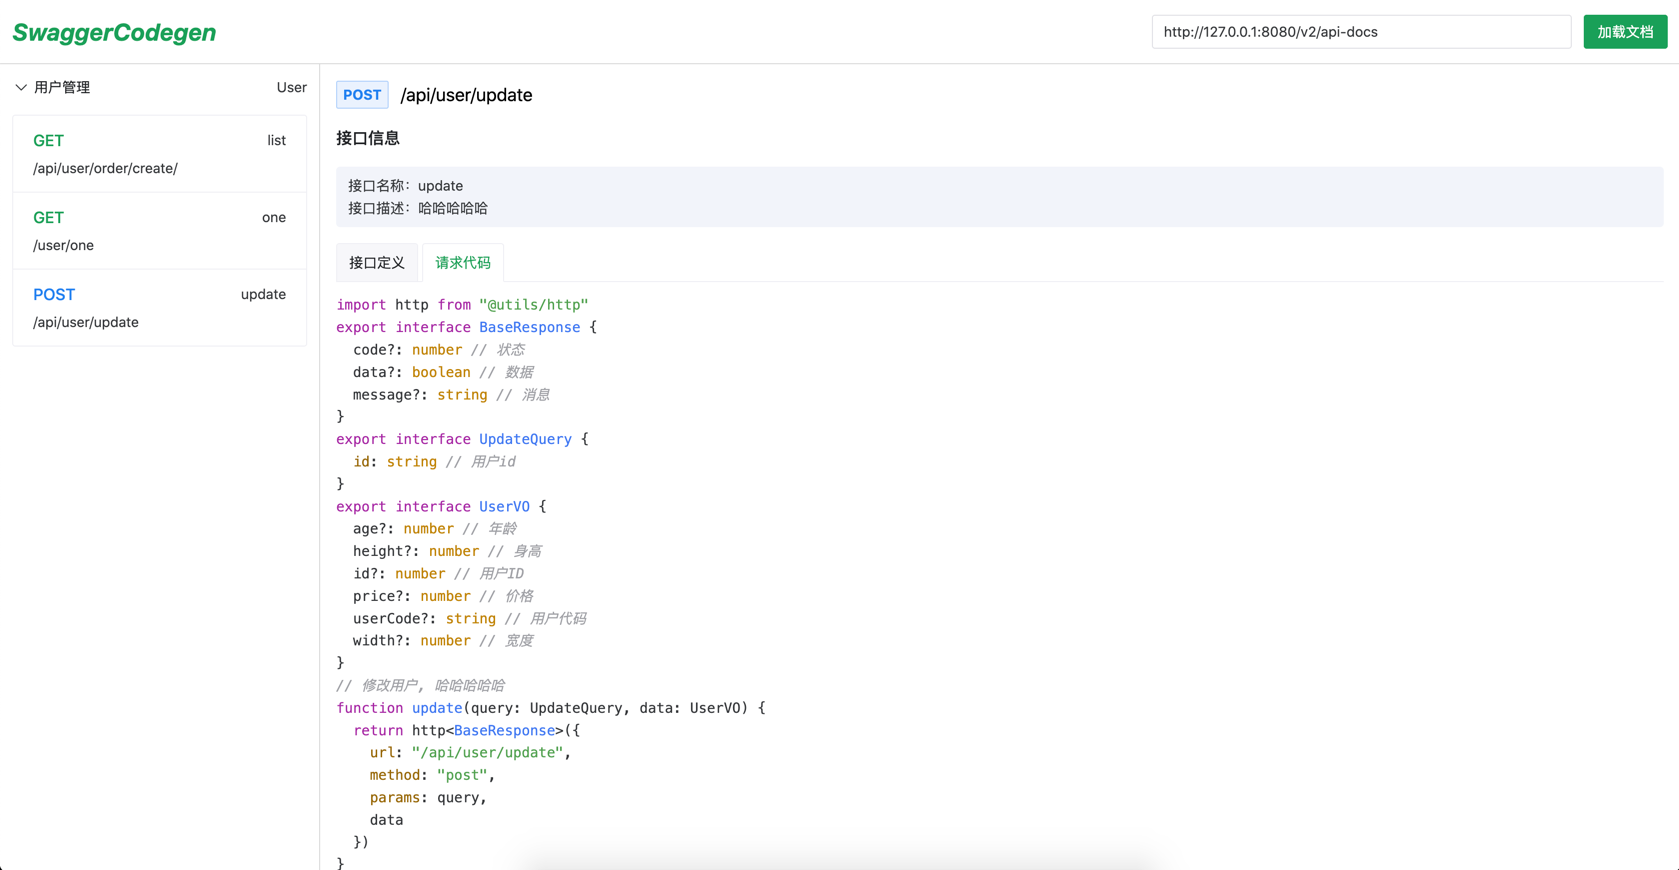 SwaggerCodegen
http://127.0.0.1:8080/v2/api-docs
加载文档
用户管理 User
GET list
/api/user/order/create/
GET one
/user/one
POST update
/api/user/update
POST /api/user/update
接口信息
接口名称：update
接口描述：哈哈哈哈哈
接口定义 请求代码
import http from "@utils/http"
export interface BaseResponse {
  code?: number // 状态
  data?: boolean // 数据
  message?: string // 消息
}
export interface UpdateQuery {
  id: string // 用户id
}
export interface UserVO {
  age?: number // 年龄
  height?: number // 身高
  id?: number // 用户ID
  price?: number // 价格
  userCode?: string // 用户代码
  width?: number // 宽度
}
// 修改用户, 哈哈哈哈哈
function update(query: UpdateQuery, data: UserVO) {
  return http<BaseResponse>({
    url: "/api/user/update",
    method: "post",
    params: query,
    data
  })
}